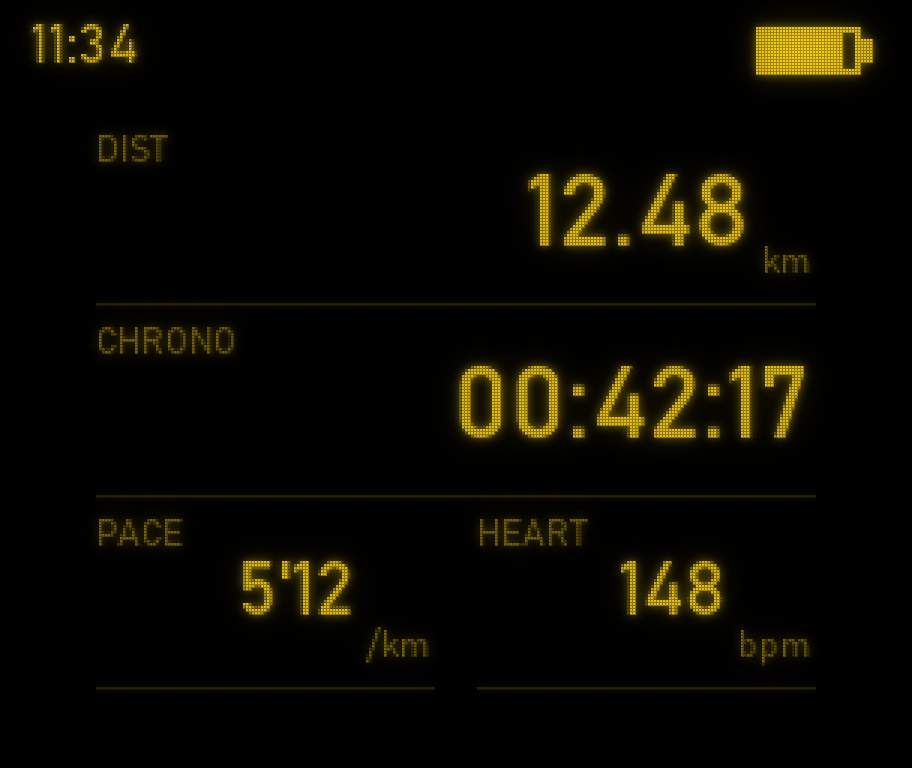 11:34
DIST
12.48 km
CHRONO
00:42:17
PACE HEART
5'12 /km 148 bpm